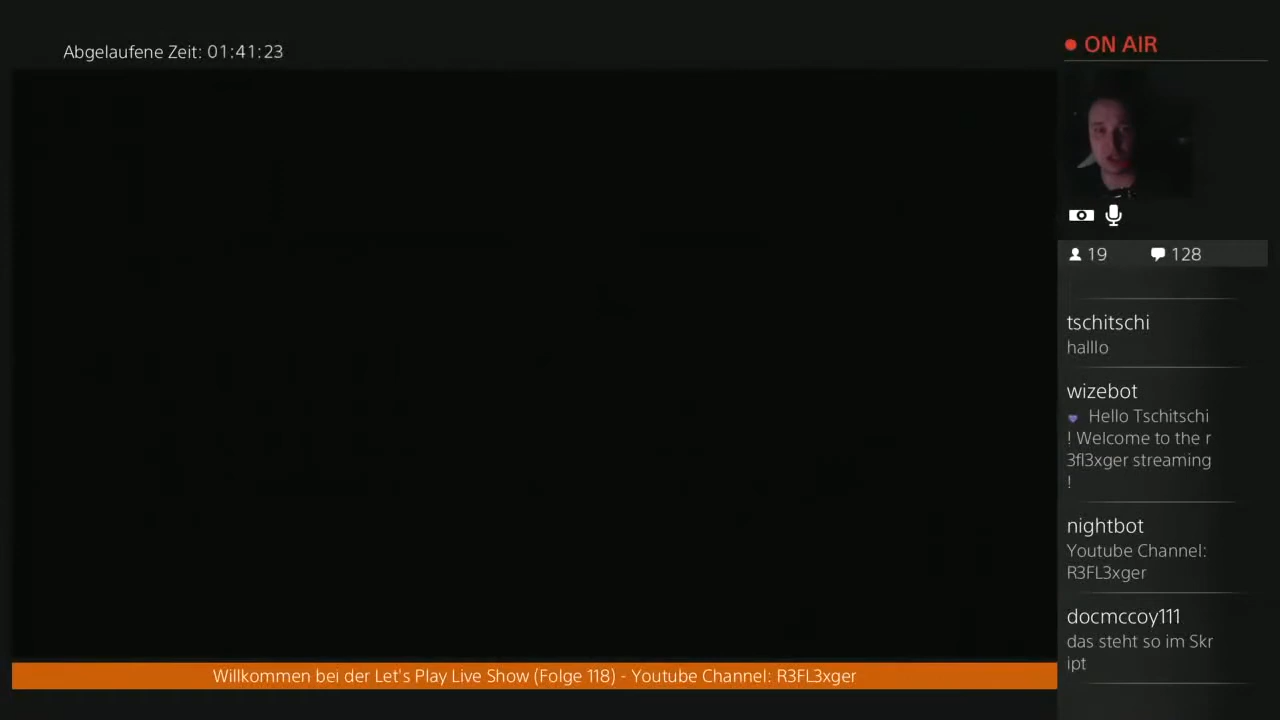 Abgelaufene Zeit: 01:41:23
ON AIR
19 128
tschitschi
halllo
wizebot
Hello Tschitschi
! Welcome to the r
3fl3xger streaming
!
nightbot
Youtube Channel:
R3FL3xger
docmccoy111
das steht so im Skr
ipt
Willkommen bei der Let's Play Live Show (Folge 118) - Youtube Channel: R3FL3xger